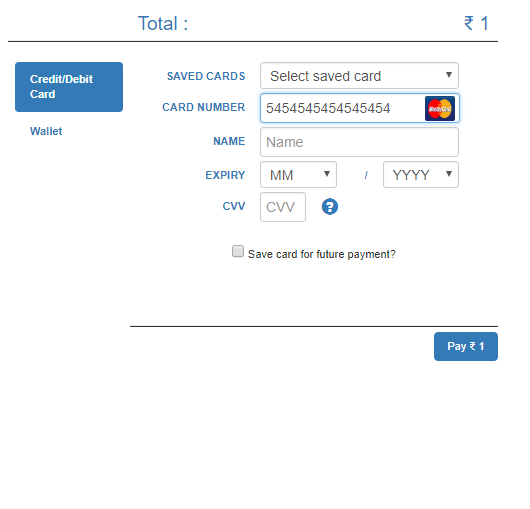 Total : ₹ 1
Credit/Debit
Card
Wallet
SAVED CARDS Select saved card
CARD NUMBER 5454545454545454 MasterCard
NAME Name
EXPIRY MM / YYYY
CVV CVV ?
Save card for future payment?
Pay ₹ 1